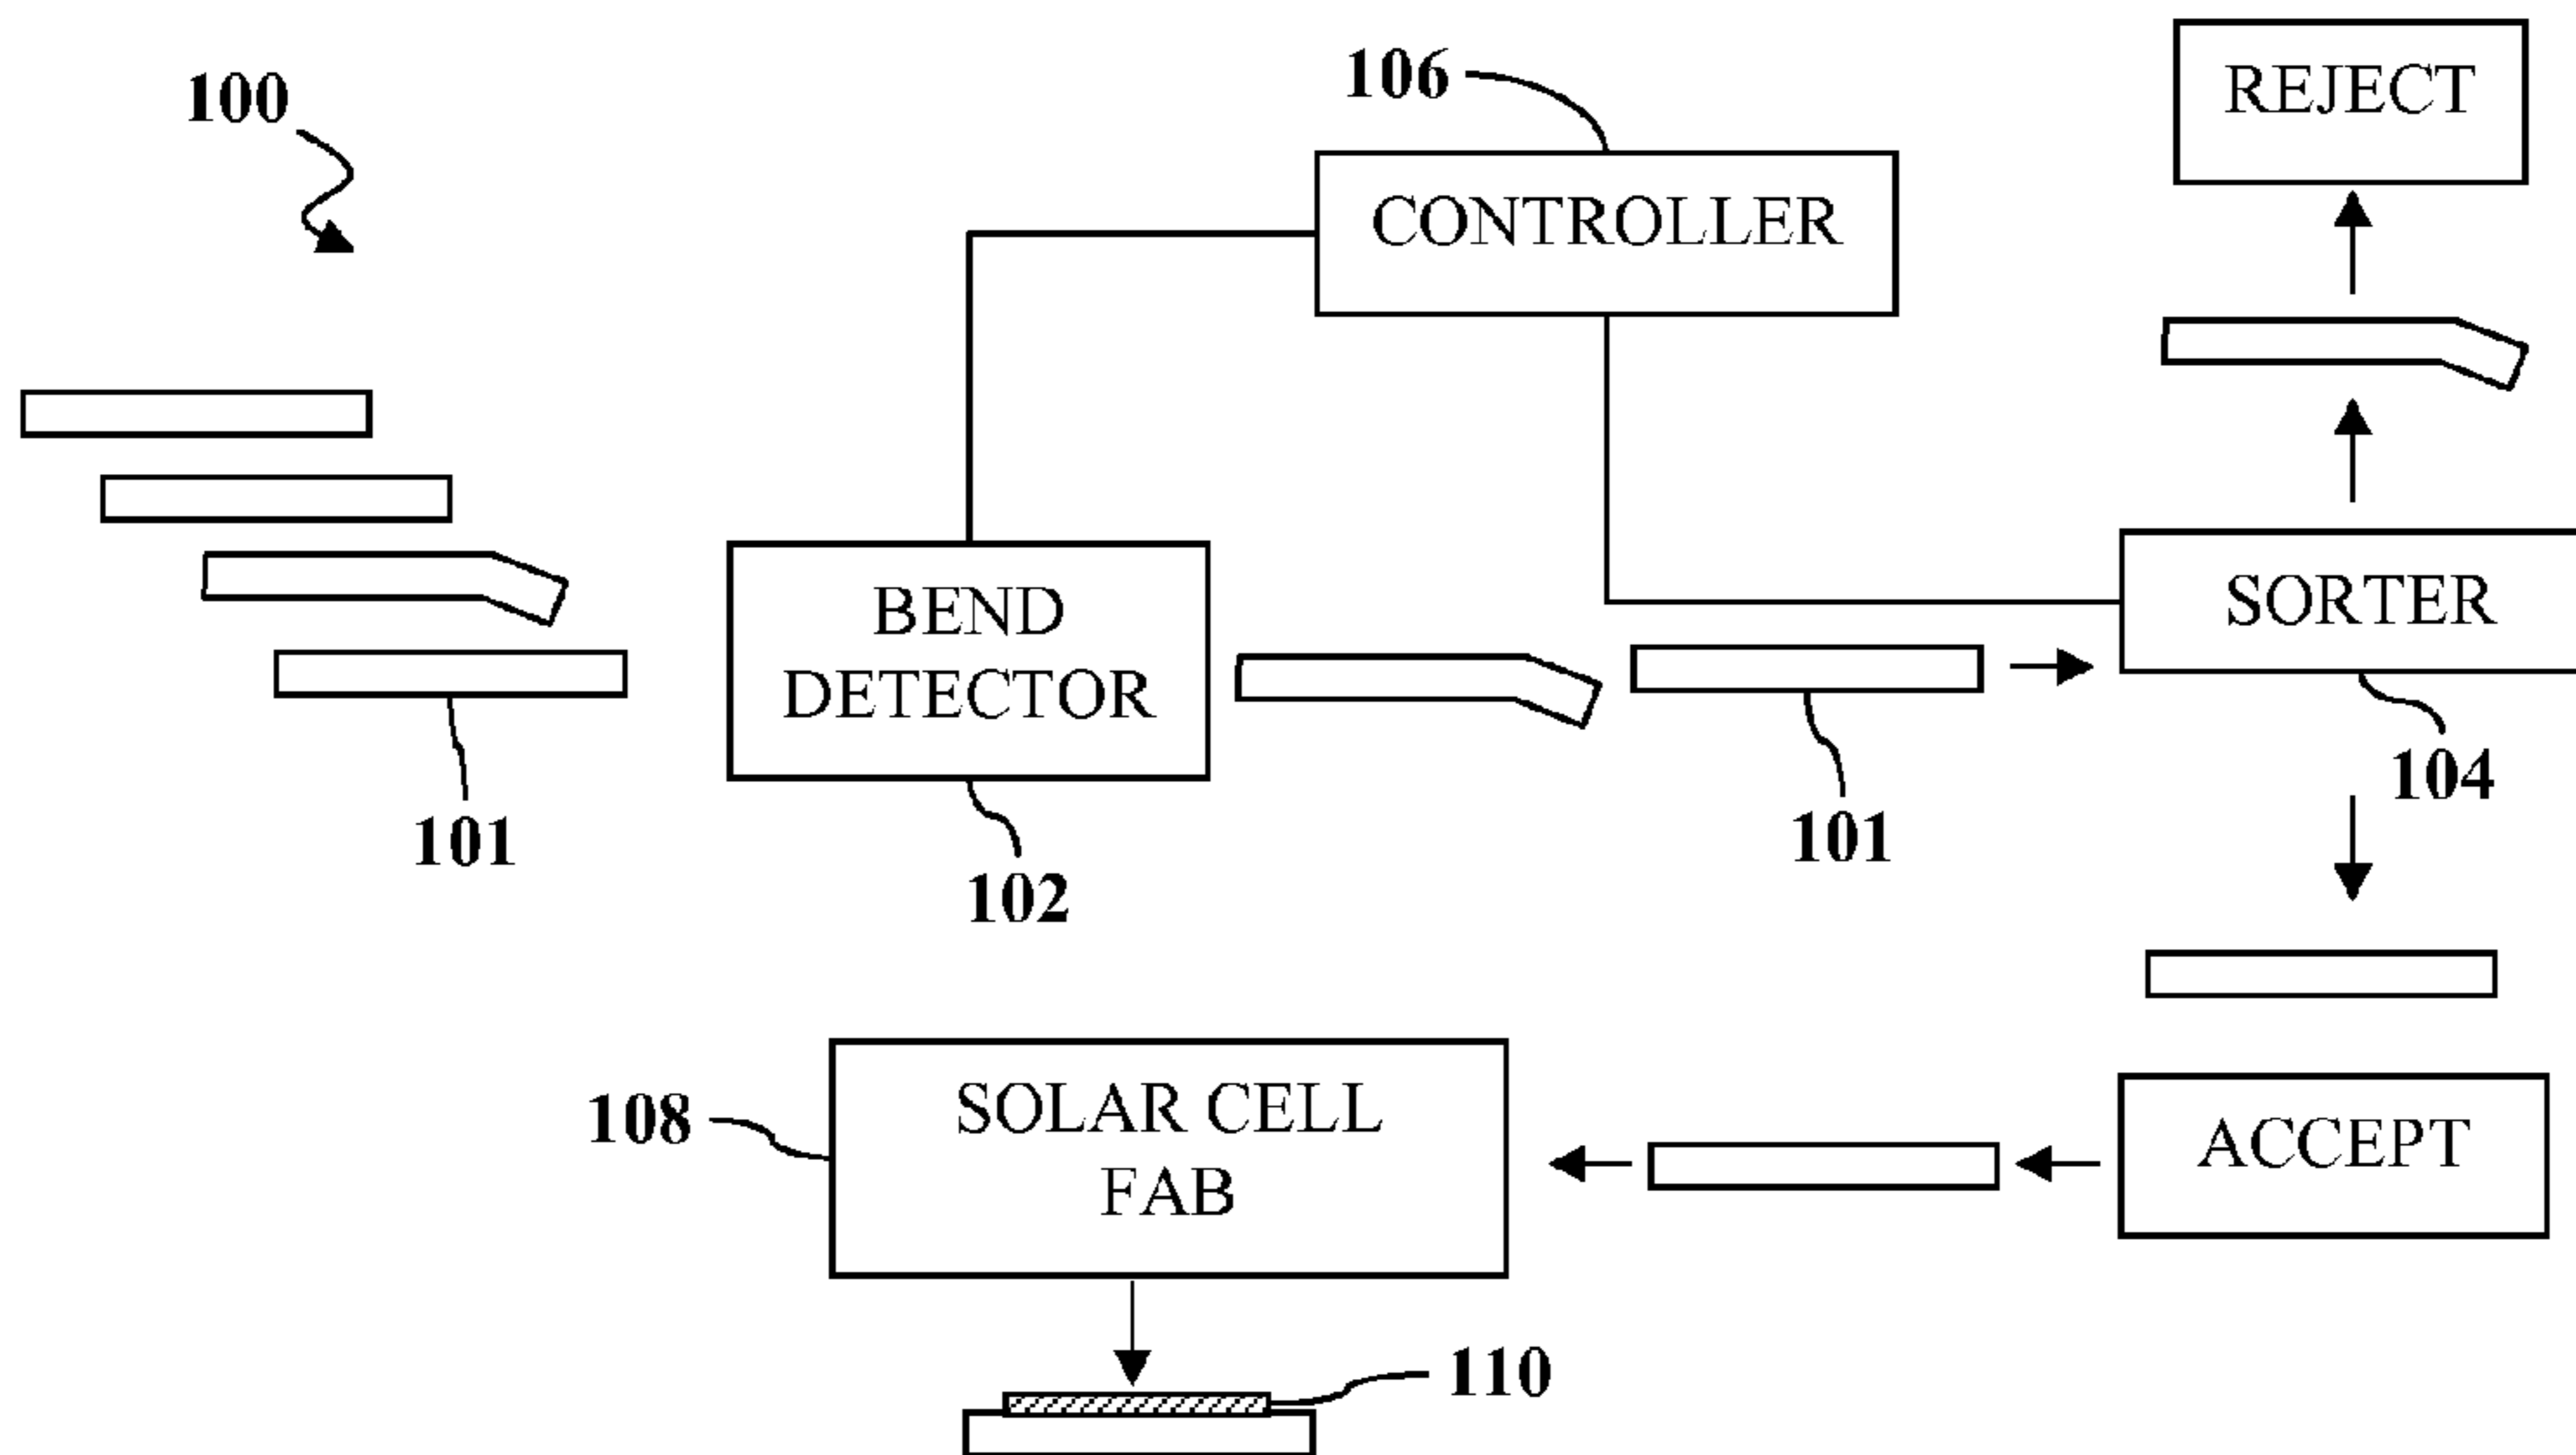 100
106
REJECT
CONTROLLER
BEND
DETECTOR
SORTER
101
102
101
104
108
SOLAR CELL
FAB
ACCEPT
110